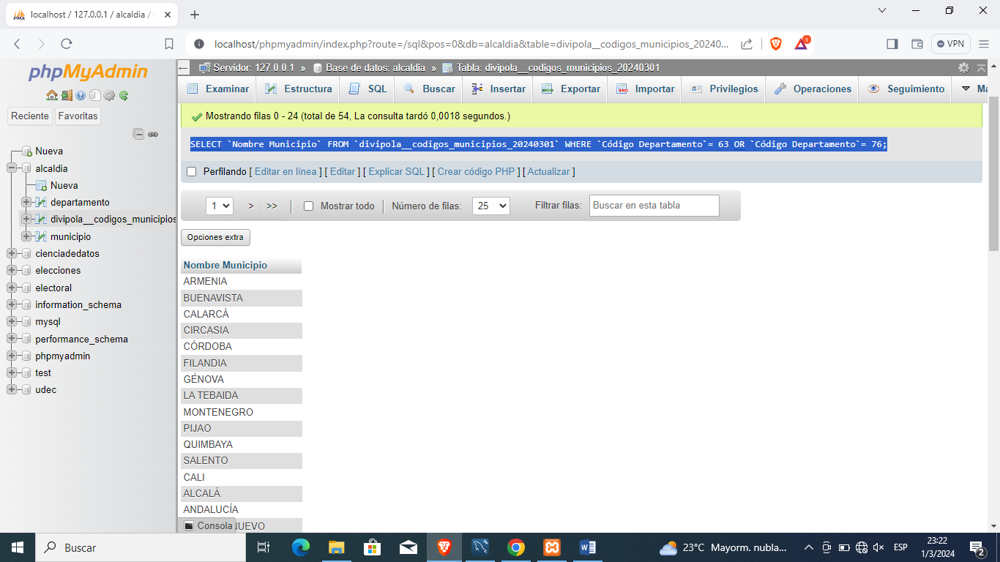 localhost / 127.0.0.1 / alcaldia /
localhost/phpmyadmin/index.php?route=/sql&pos=0&db=alcaldia&table=divipola__codigos_municipios_20240...
1
VPN
phpMyAdmin
Reciente
Favoritas
Nueva
alcaldia
Nueva
departamento
divipola__codigos_municipios
municipio
cienciadedatos
elecciones
electoral
information_schema
mysql
performance_schema
phpmyadmin
test
udec
Servidor: 127.0.0.1 » Base de datos: alcaldia » Tabla: divipola__codigos_municipios_20240301
Examinar Estructura SQL Buscar Insertar Exportar Importar Privilegios Operaciones Seguimiento Má
Mostrando filas 0 - 24 (total de 54, La consulta tardó 0,0018 segundos.)
SELECT `Nombre Municipio` FROM `divipola__codigos_municipios_20240301` WHERE `Código Departamento`= 63 OR `Código Departamento`= 76;
Perfilando [ Editar en línea ] [ Editar ] [ Explicar SQL ] [ Crear código PHP ] [ Actualizar ]
1 > >> | Mostrar todo | Número de filas: 25 Filtrar filas: Buscar en esta tabla
Opciones extra
Nombre Municipio
ARMENIA
BUENAVISTA
CALARCÁ
CIRCASIA
CÓRDOBA
FILANDIA
GÉNOVA
LA TEBAIDA
MONTENEGRO
PIJAO
QUIMBAYA
SALENTO
CALI
ALCALÁ
ANDALUCÍA
NUEVO
Consola
Buscar
23°C Mayorm. nubla...
ESP
23:22
1/3/2024
2